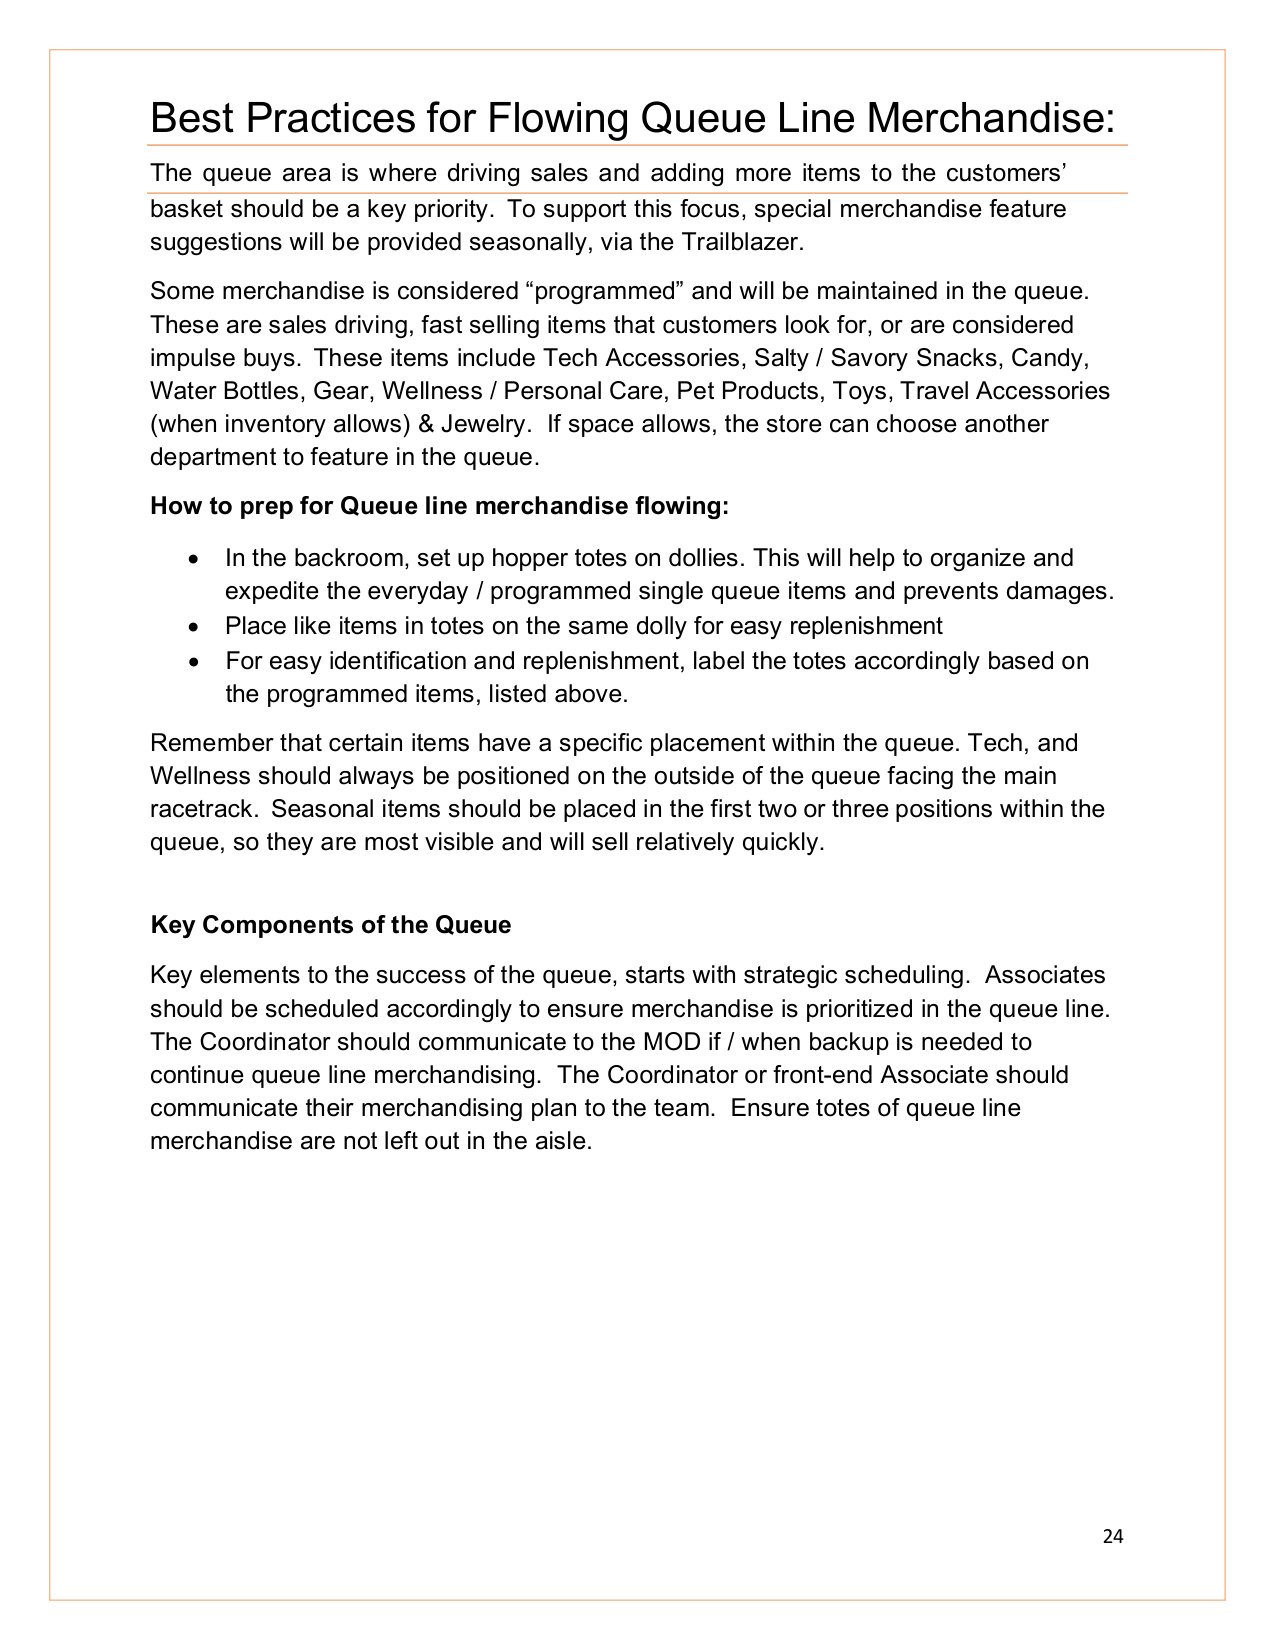 Best Practices for Flowing Queue Line Merchandise:
The queue area is where driving sales and adding more items to the customers’
basket should be a key priority.  To support this focus, special merchandise feature
suggestions will be provided seasonally, via the Trailblazer.
Some merchandise is considered “programmed” and will be maintained in the queue.
These are sales driving, fast selling items that customers look for, or are considered
impulse buys.  These items include Tech Accessories, Salty / Savory Snacks, Candy,
Water Bottles, Gear, Wellness / Personal Care, Pet Products, Toys, Travel Accessories
(when inventory allows) & Jewelry.  If space allows, the store can choose another
department to feature in the queue.
How to prep for Queue line merchandise flowing:
• In the backroom, set up hopper totes on dollies. This will help to organize and
expedite the everyday / programmed single queue items and prevents damages.
• Place like items in totes on the same dolly for easy replenishment
• For easy identification and replenishment, label the totes accordingly based on
the programmed items, listed above.
Remember that certain items have a specific placement within the queue. Tech, and
Wellness should always be positioned on the outside of the queue facing the main
racetrack.  Seasonal items should be placed in the first two or three positions within the
queue, so they are most visible and will sell relatively quickly.
Key Components of the Queue
Key elements to the success of the queue, starts with strategic scheduling.  Associates
should be scheduled accordingly to ensure merchandise is prioritized in the queue line.
The Coordinator should communicate to the MOD if / when backup is needed to
continue queue line merchandising.  The Coordinator or front-end Associate should
communicate their merchandising plan to the team.  Ensure totes of queue line
merchandise are not left out in the aisle.
24